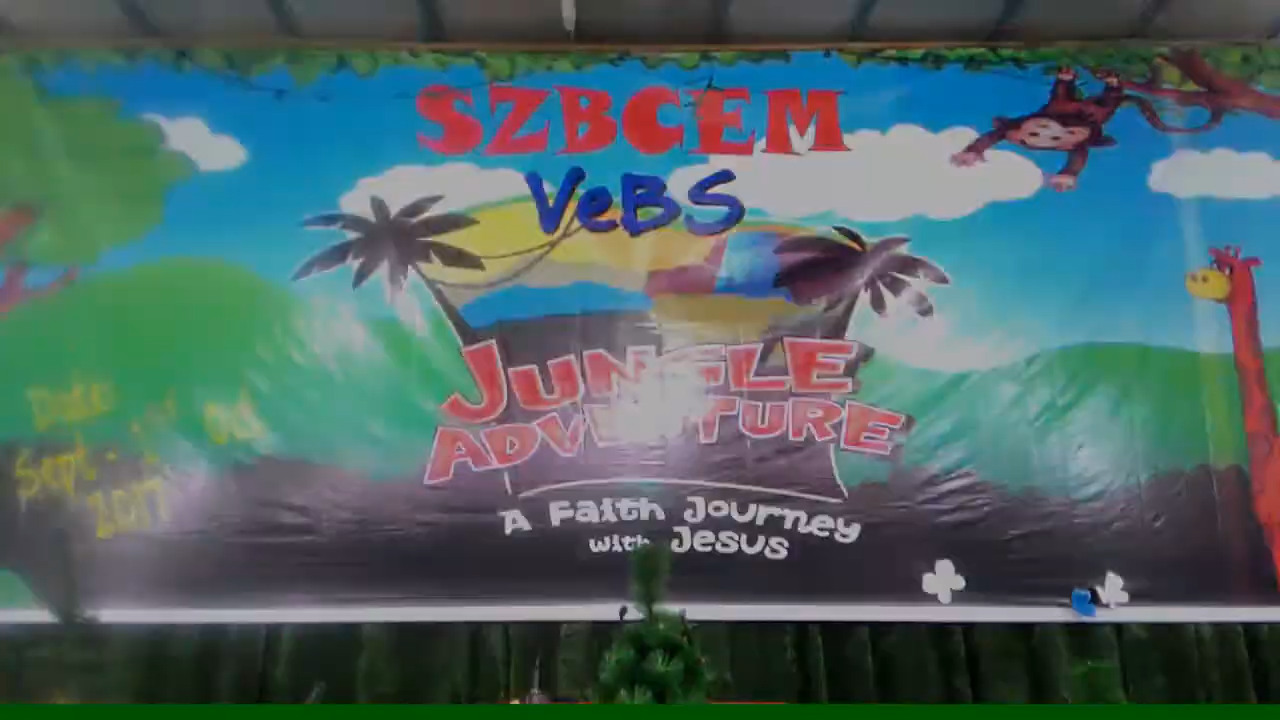 SZBCEM
VeBS
JUNGLE
ADVENTURE
A Faith Journey
with Jesus
Date
Sept
2017